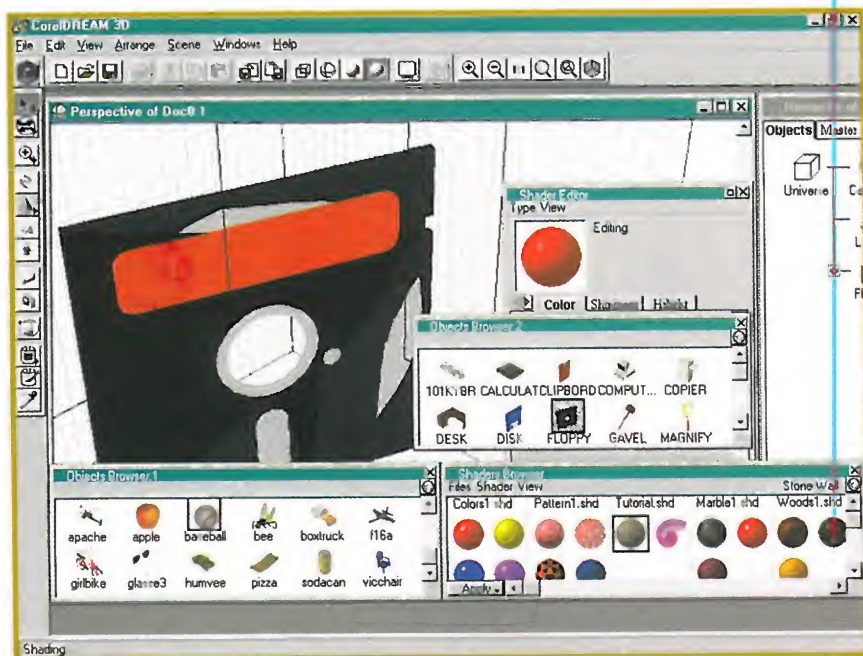 CorelDREAM 3D
File Edit View Arrange Scene Windows Help
Perspective of Doc0 1
Objects Master
Universe
Shader Editor
Type View
Editing
Color Shininess Hilight
Objects Browser 2
101KYBR CALCULAT CLIPBORD COMPUT... COPIER
DESK DISK FLOPPY GAVEL MAGNIFY
Objects Browser 1
apache apple baseball bee boxtruck f16a
girlbike glasse3 humvee pizza sodacan vicchair
Shaders Browser
Files Shader View Stone Wall
Colors1.shd Pattern1.shd Tutorial.shd Marble1.shd Woods1.shd
Apply
Shading